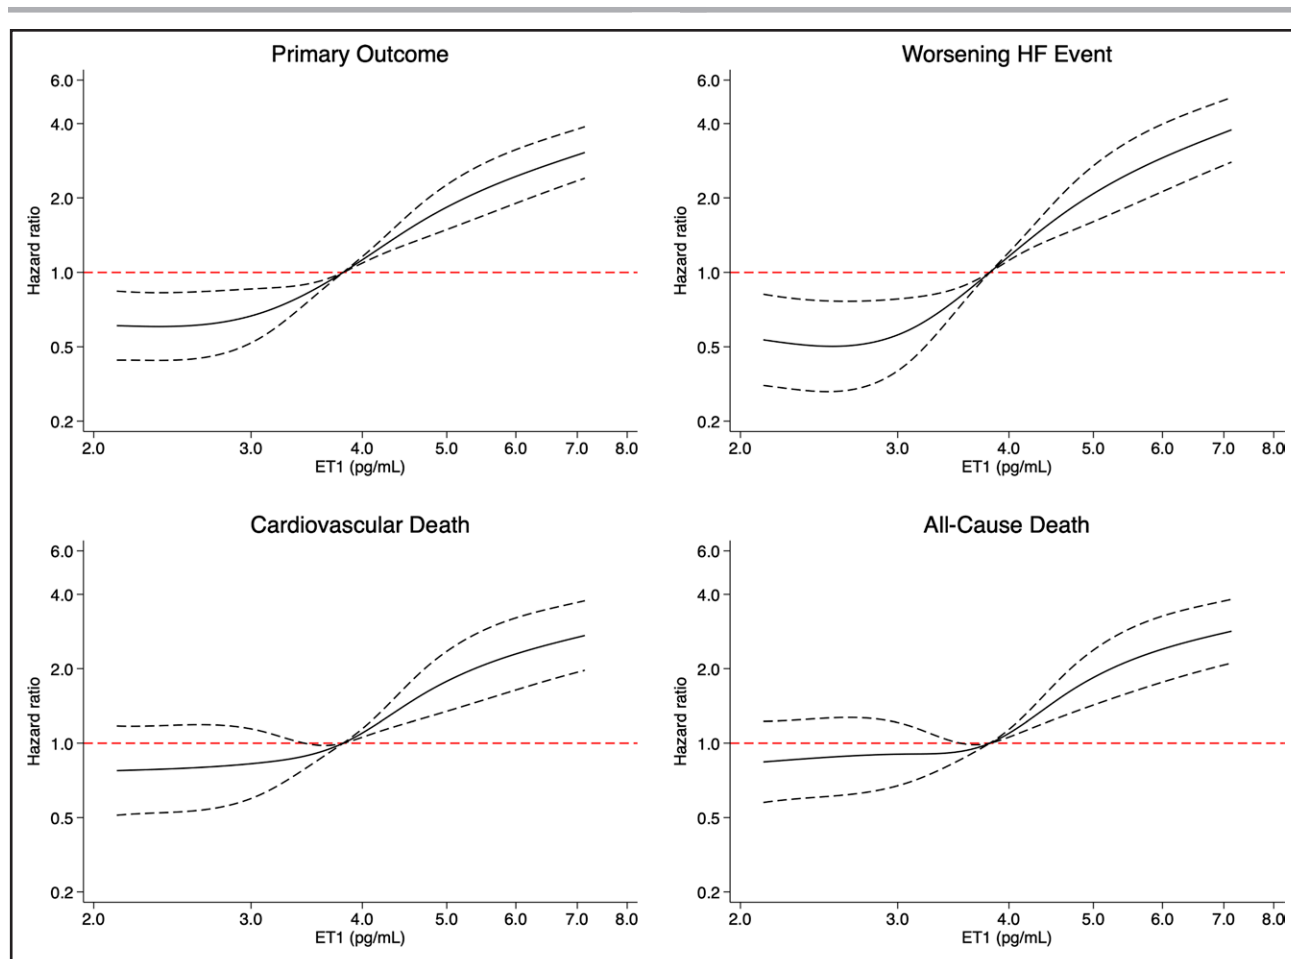 Primary Outcome
6.0
4.0
2.0
1.0
0.5
0.2
Hazard ratio
2.0 3.0 4.0 5.0 6.0 7.0 8.0
ET1 (pg/mL)
Worsening HF Event
6.0
4.0
2.0
1.0
0.5
0.2
Hazard ratio
2.0 3.0 4.0 5.0 6.0 7.0 8.0
ET1 (pg/mL)
Cardiovascular Death
6.0
4.0
2.0
1.0
0.5
0.2
Hazard ratio
2.0 3.0 4.0 5.0 6.0 7.0 8.0
ET1 (pg/mL)
All-Cause Death
6.0
4.0
2.0
1.0
0.5
0.2
Hazard ratio
2.0 3.0 4.0 5.0 6.0 7.0 8.0
ET1 (pg/mL)